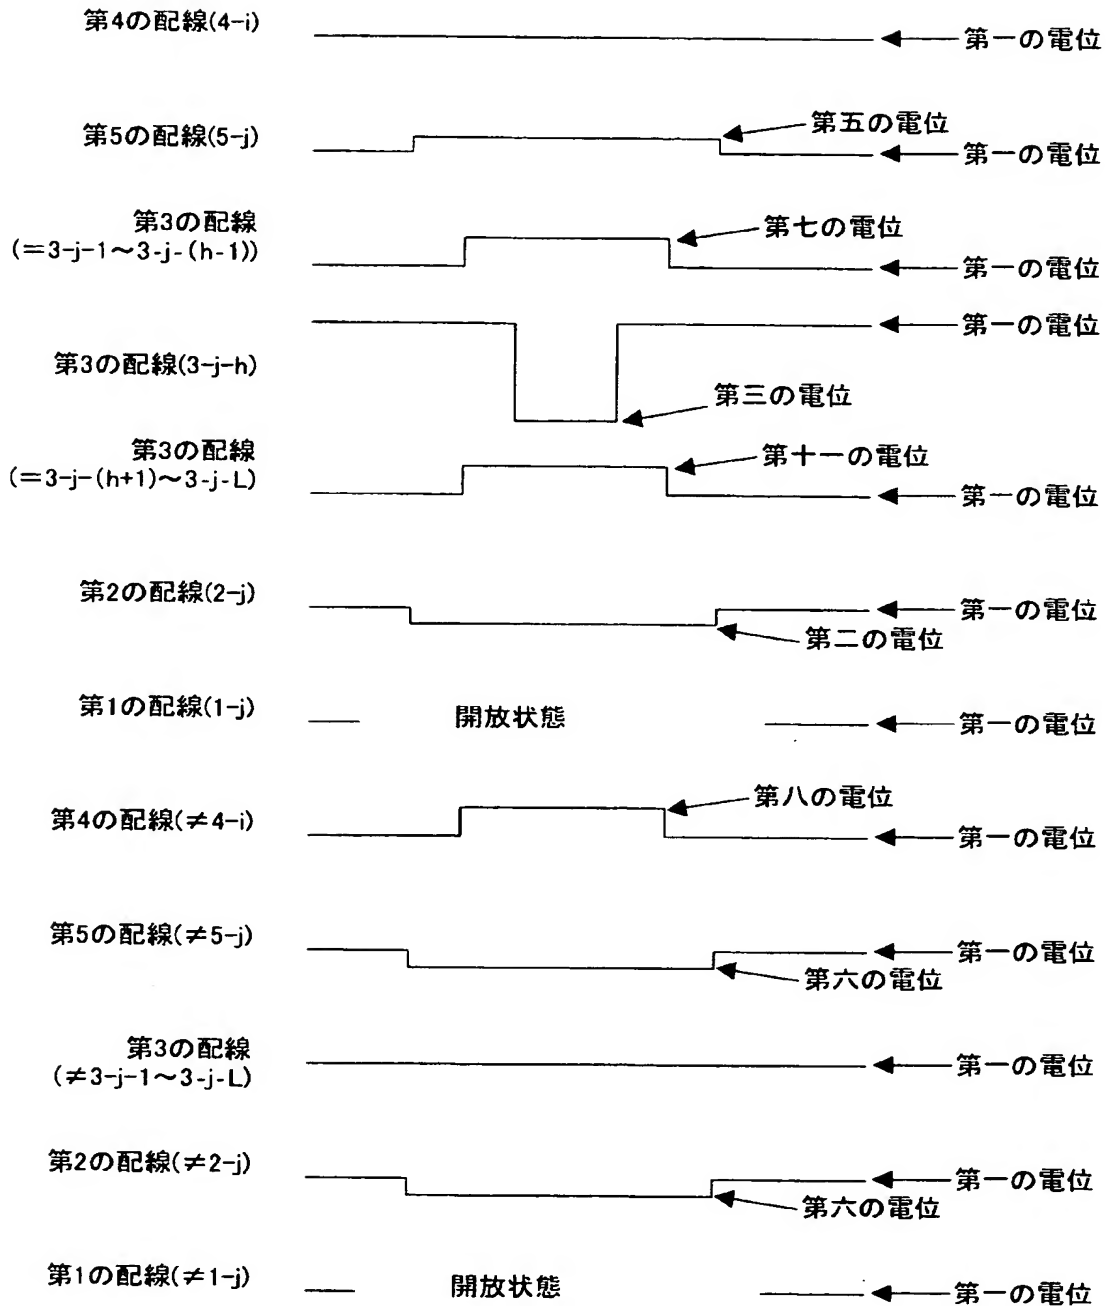 第4の配線(4-i)
第一の電位
第5の配線(5-j)
第五の電位
第一の電位
第3の配線
(=3-j-1~3-j-(h-1))
第七の電位
第一の電位
第一の電位
第3の配線(3-j-h)
第三の電位
第3の配線
(=3-j-(h+1)~3-j-L)
第十一の電位
第一の電位
第2の配線(2-j)
第一の電位
第二の電位
第1の配線(1-j)
開放状態
第一の電位
第4の配線(≠4-i)
第八の電位
第一の電位
第5の配線(≠5-j)
第一の電位
第六の電位
第3の配線
(≠3-j-1~3-j-L)
第一の電位
第2の配線(≠2-j)
第一の電位
第六の電位
第1の配線(≠1-j)
開放状態
第一の電位